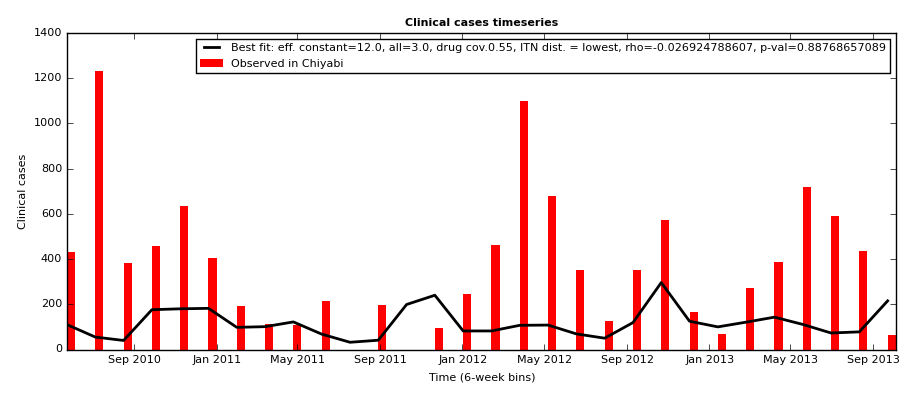 Clinical cases timeseries
Best fit: eff. constant=12.0, all=3.0, drug cov.0.55, ITN dist. = lowest, rho=-0.026924788607, p-val=0.88768657089
Observed in Chiyabi
1400
1200
1000
800
600
400
200
0
Clinical cases
Sep 2010 Jan 2011 May 2011 Sep 2011 Jan 2012 May 2012 Sep 2012 Jan 2013 May 2013 Sep 2013
Time (6-week bins)